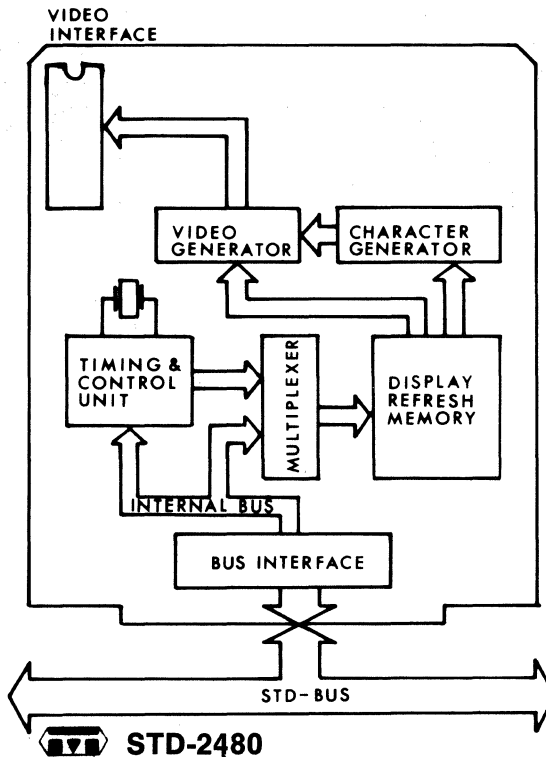 VIDEO
INTERFACE
VIDEO
GENERATOR
CHARACTER
GENERATOR
TIMING &
CONTROL
UNIT
MULTIPLEXER
DISPLAY
REFRESH
MEMORY
INTERNAL BUS
BUS INTERFACE
STD-BUS
STD-2480